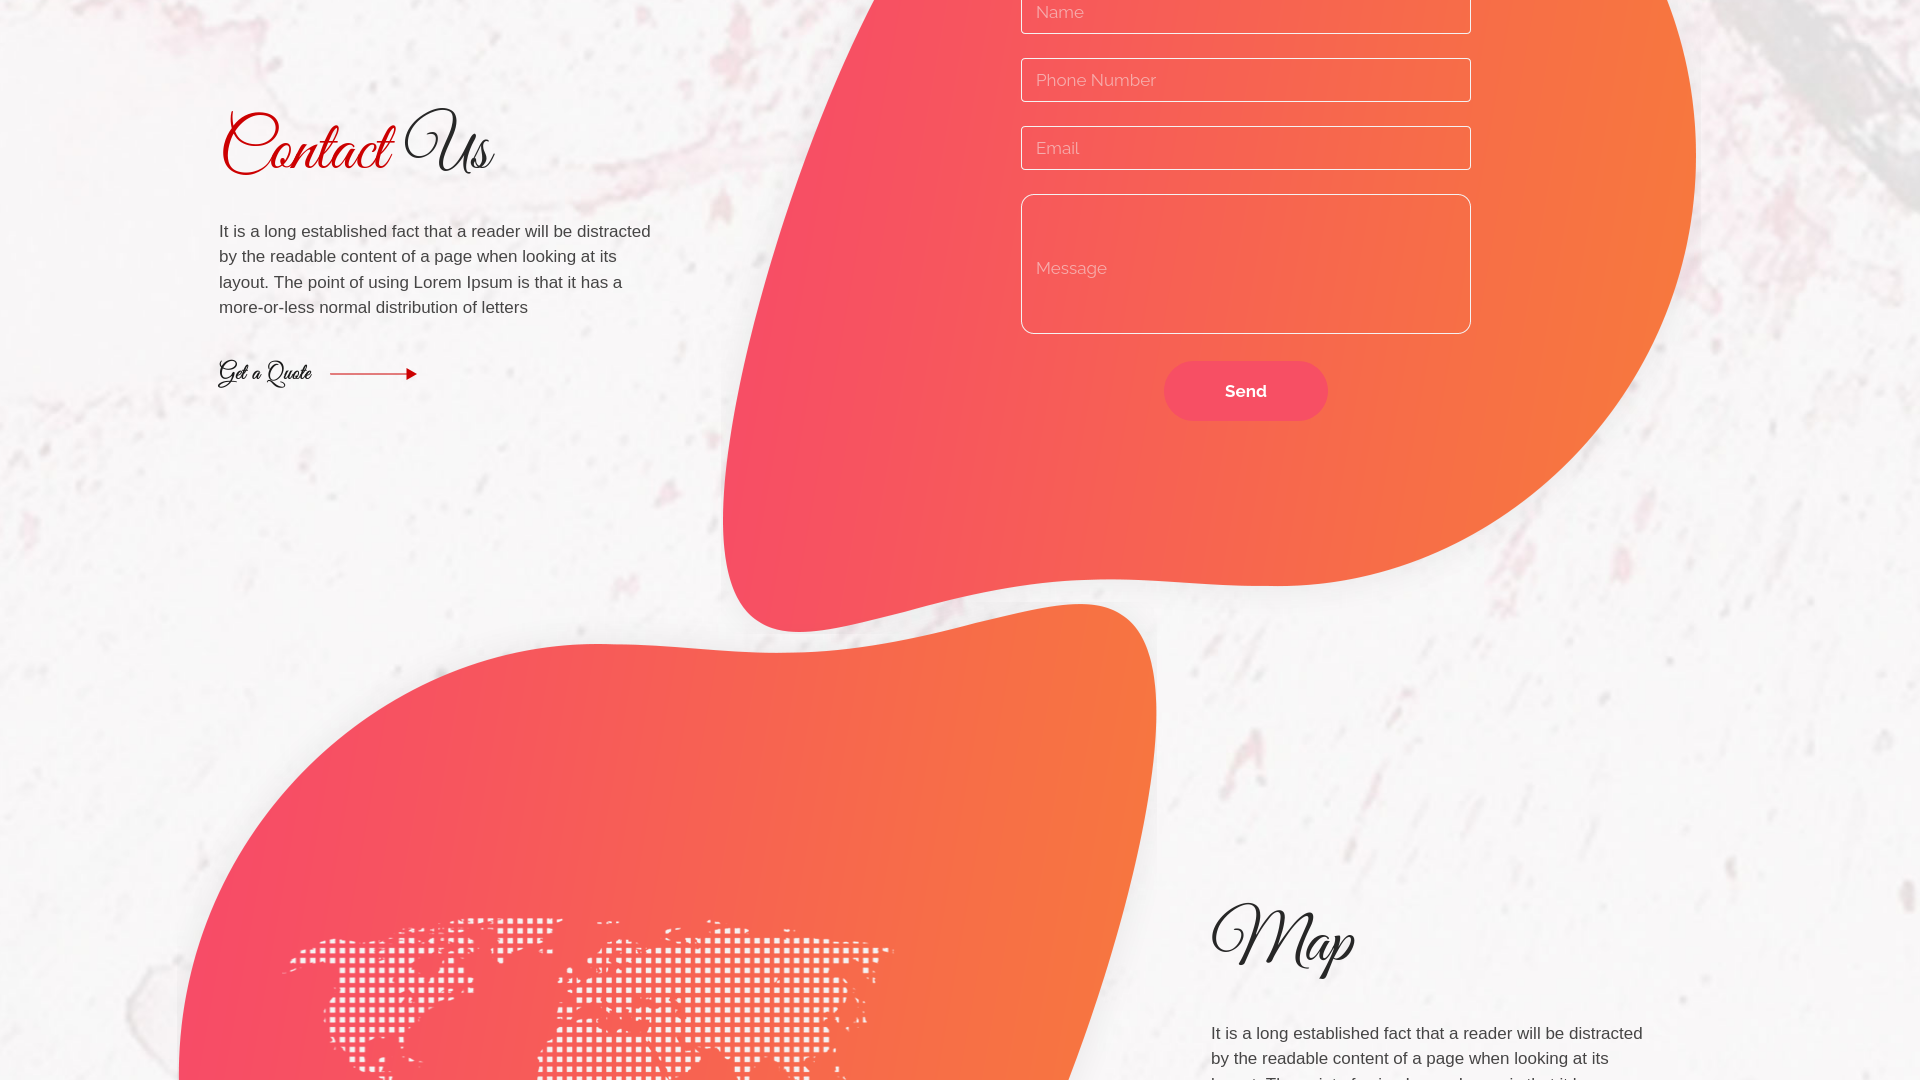 Name
Phone Number
Email
Message
Send
Contact Us
It is a long established fact that a reader will be distracted
by the readable content of a page when looking at its
layout. The point of using Lorem Ipsum is that it has a
more-or-less normal distribution of letters
Get a Quote
Map
It is a long established fact that a reader will be distracted
by the readable content of a page when looking at its